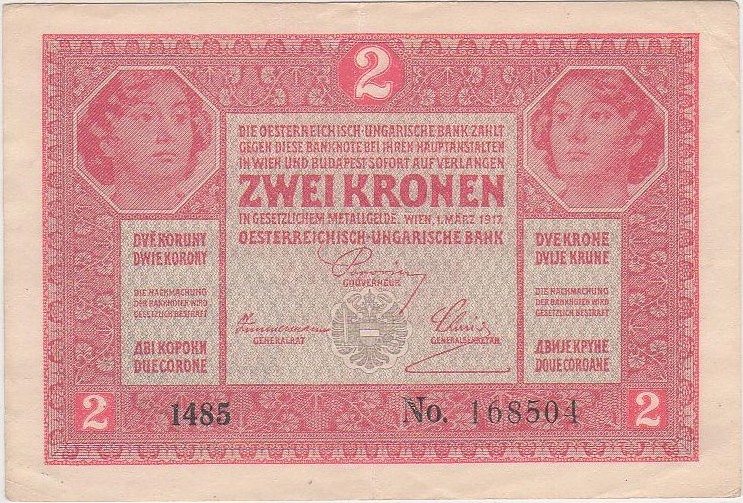 2
DIE OESTERREICHISCH-UNGARISCHE BANK ZAHLT
GEGEN DIESE BANKNOTE BEI IHREN HAUPTANSTALTEN
IN WIEN UND BUDAPEST SOFORT AUF VERLANGEN
ZWEI KRONEN
IN GESETZLICHEM METALLGELDE. WIEN, 1. MÄRZ 1917.
OESTERREICHISCH-UNGARISCHE BANK
GOUVERNEUR
GENERALRAT
GENERALSEKRETÄR
DVĚ KORUNY
DWIE KORONY
DIE NACHMACHUNG
DER BANKNOTEN WIRD
GESETZLICH BESTRAFT
ДВІ КОРОНИ
DUE CORONE
DVE KRONE
DVIJE KRUNE
DIE NACHMACHUNG
DER BANKNOTEN WIRD
GESETZLICH BESTRAFT
ДВИЈЕ КРУНЕ
DOUE COROANE
2
1485
No. 168504
2